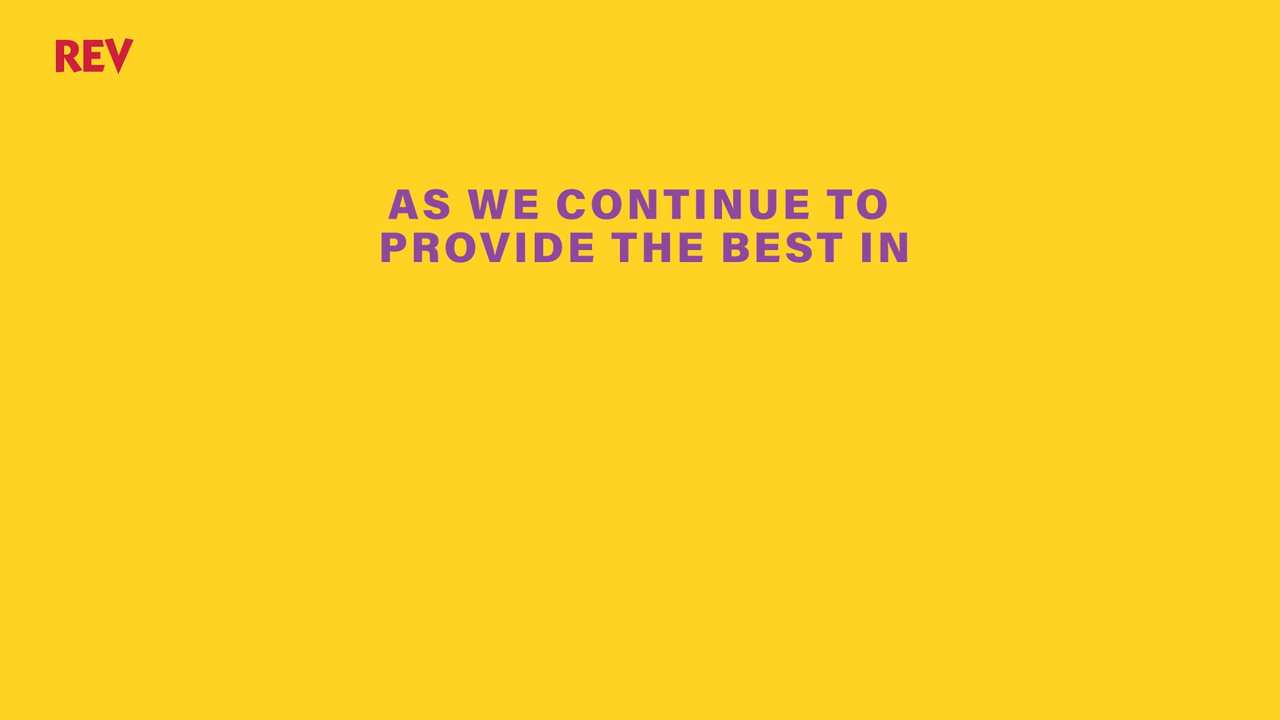 REV
AS WE CONTINUE TO
PROVIDE THE BEST IN